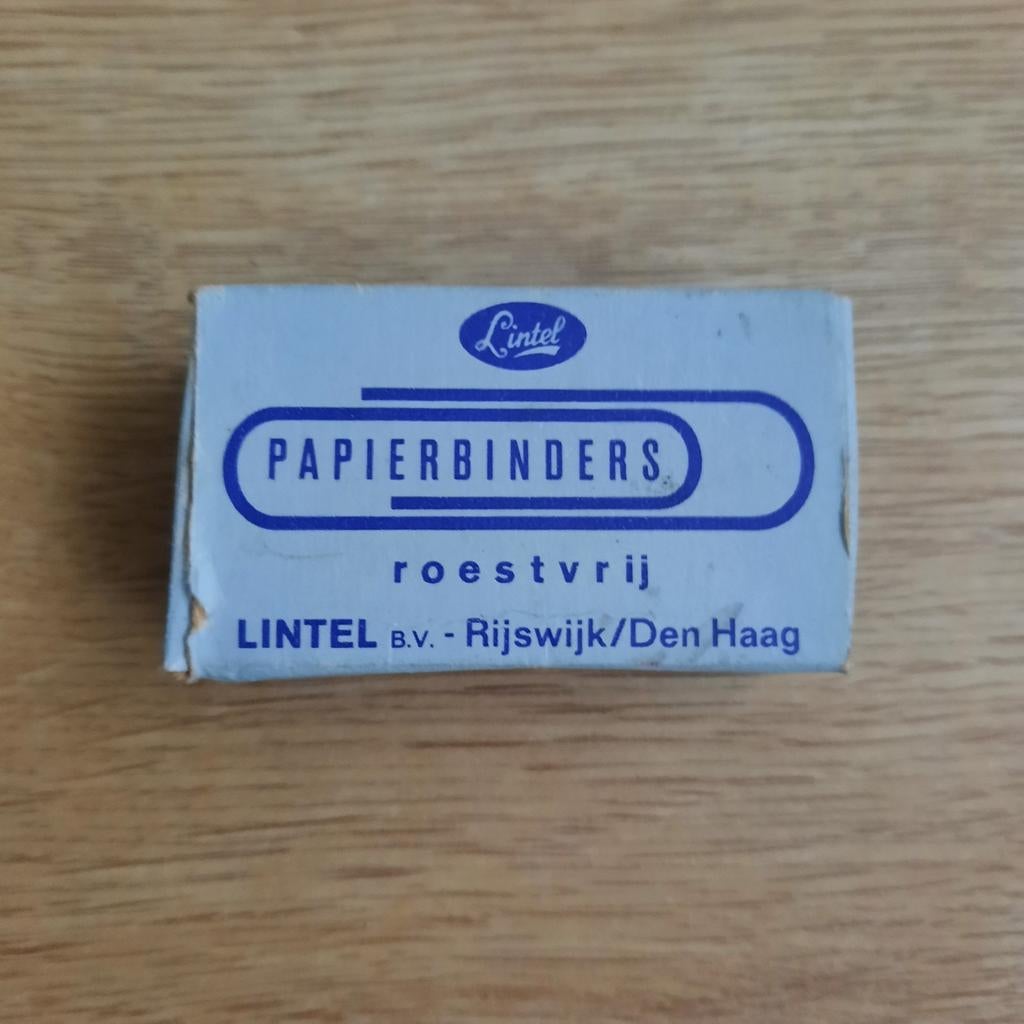 Lintel
PAPIERBINDERS
roestvrij
LINTEL B.V. - Rijswijk/Den Haag